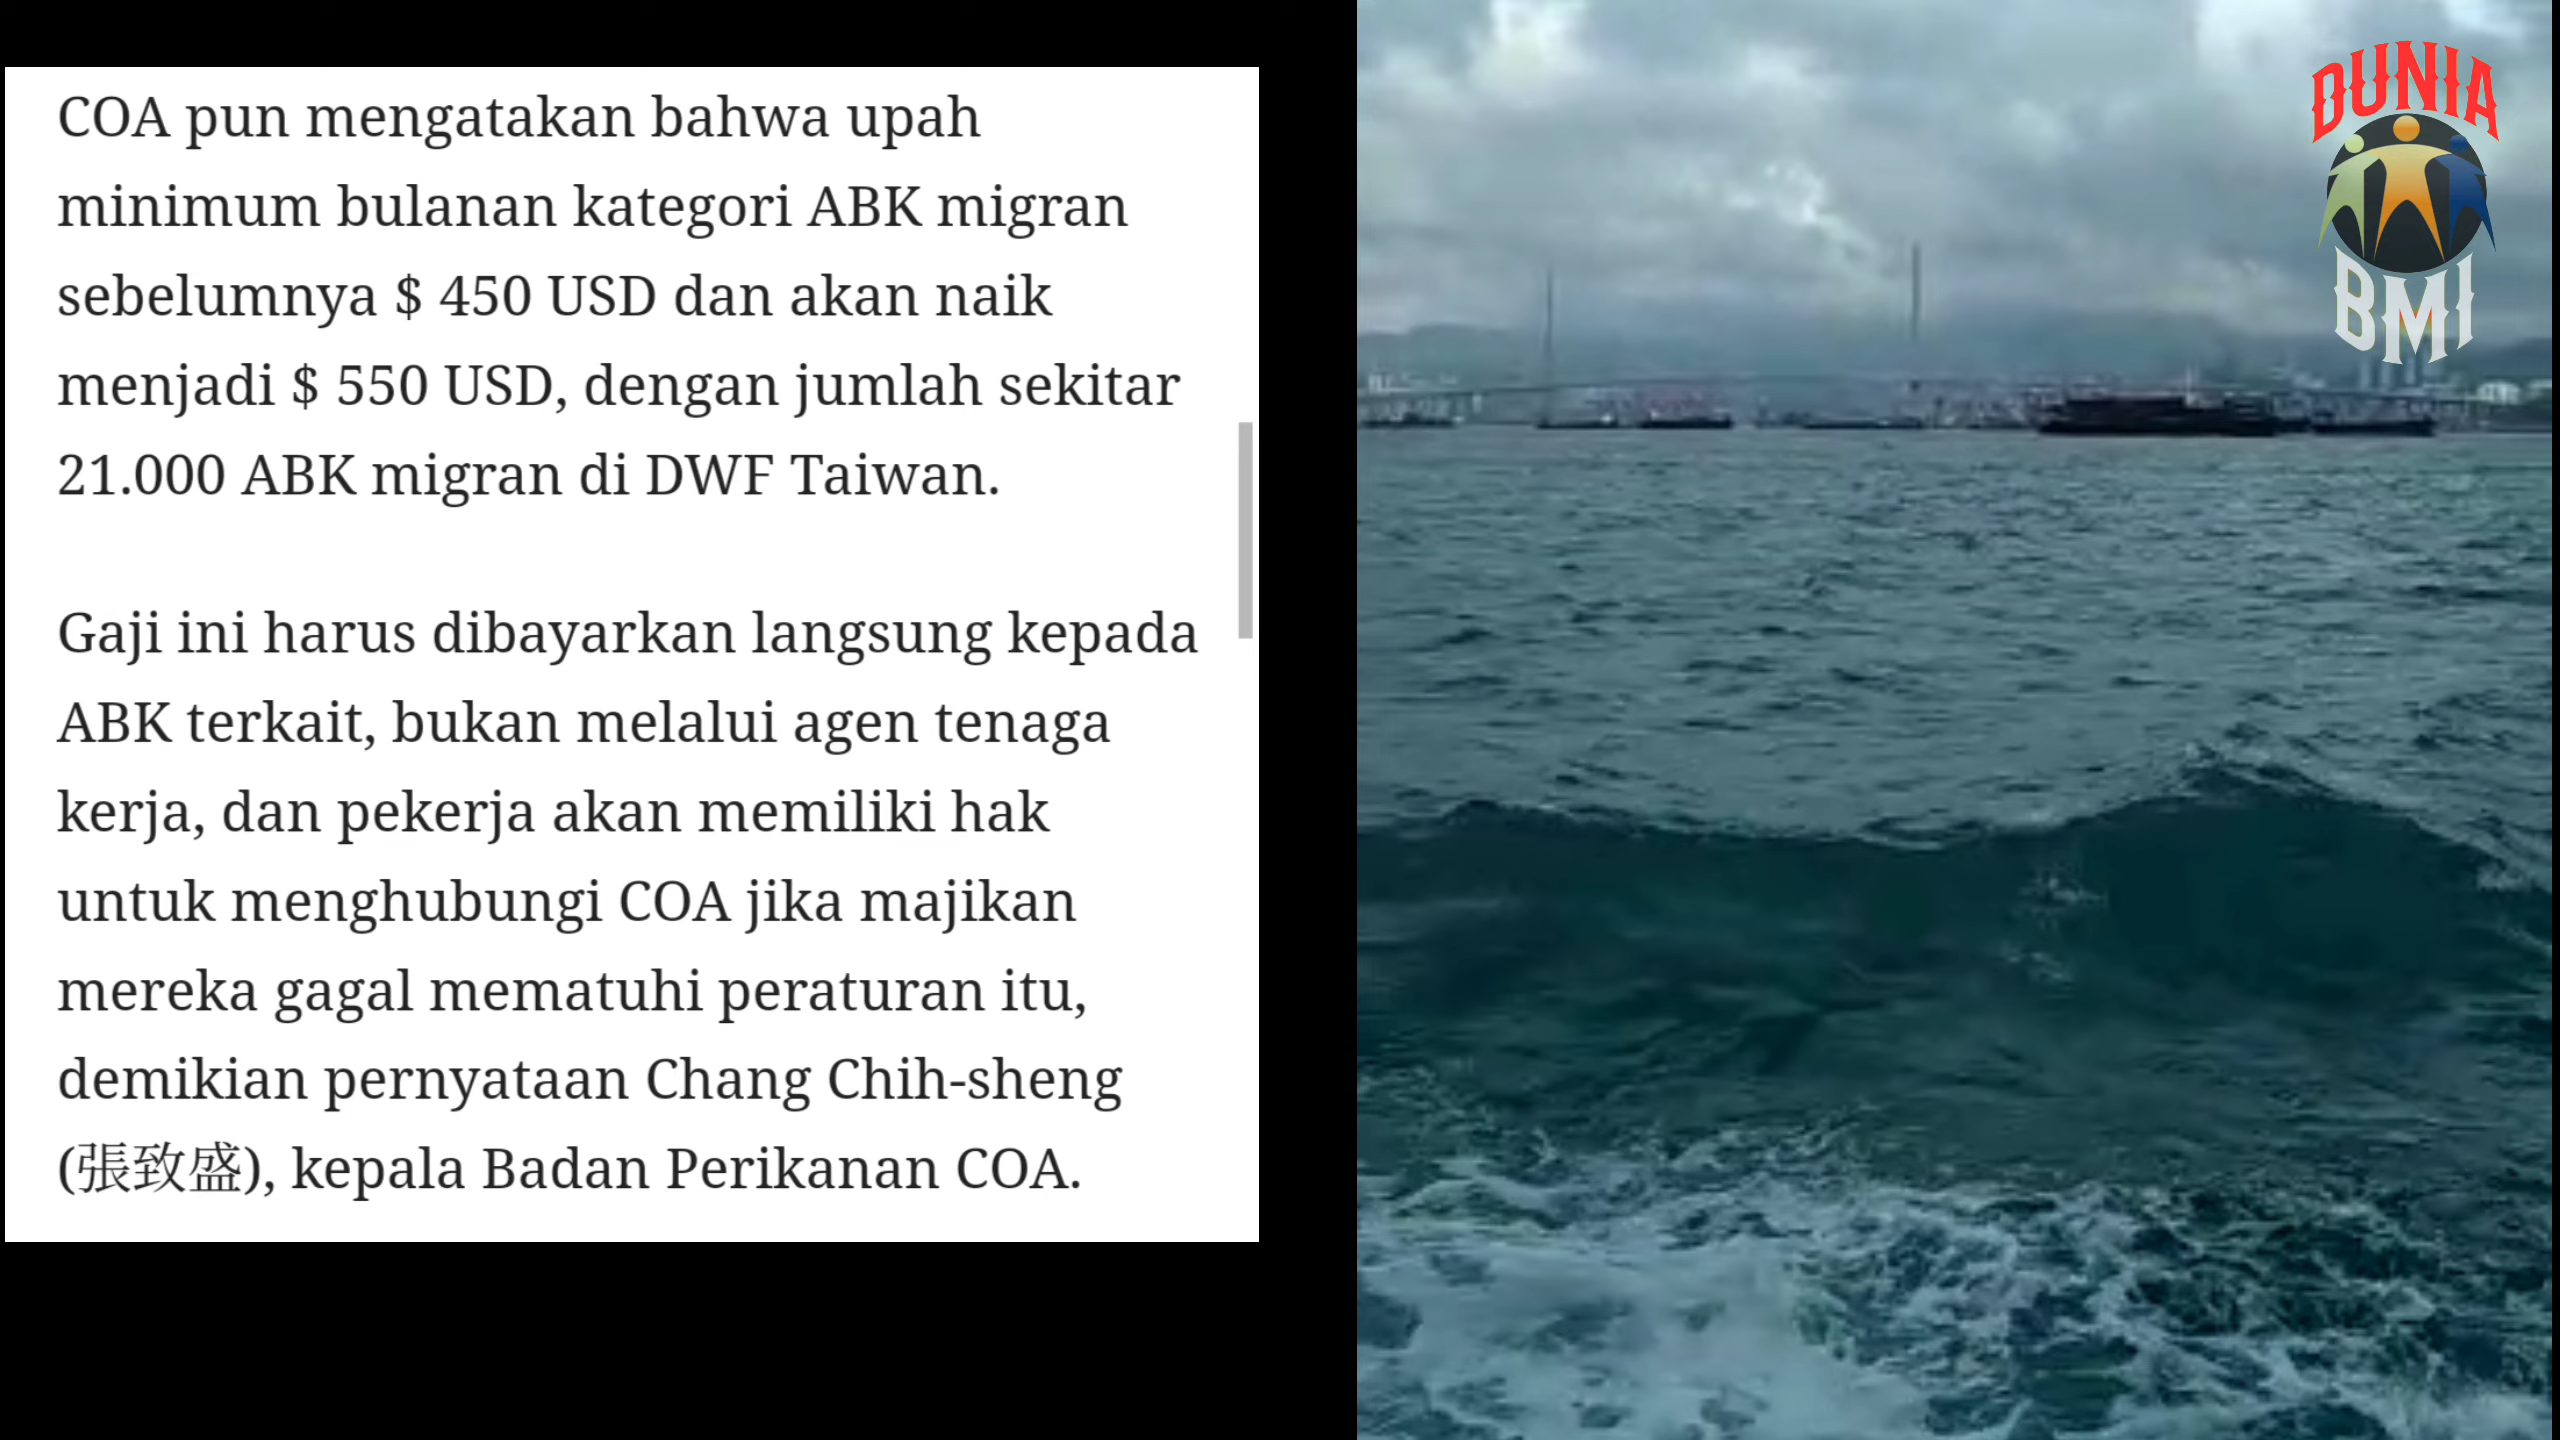 COA pun mengatakan bahwa upah
minimum bulanan kategori ABK migran
sebelumnya $ 450 USD dan akan naik
menjadi $ 550 USD, dengan jumlah sekitar
21.000 ABK migran di DWF Taiwan.
Gaji ini harus dibayarkan langsung kepada
ABK terkait, bukan melalui agen tenaga
kerja, dan pekerja akan memiliki hak
untuk menghubungi COA jika majikan
mereka gagal mematuhi peraturan itu,
demikian pernyataan Chang Chih-sheng
(張致盛), kepala Badan Perikanan COA.
DUNIA
BMI